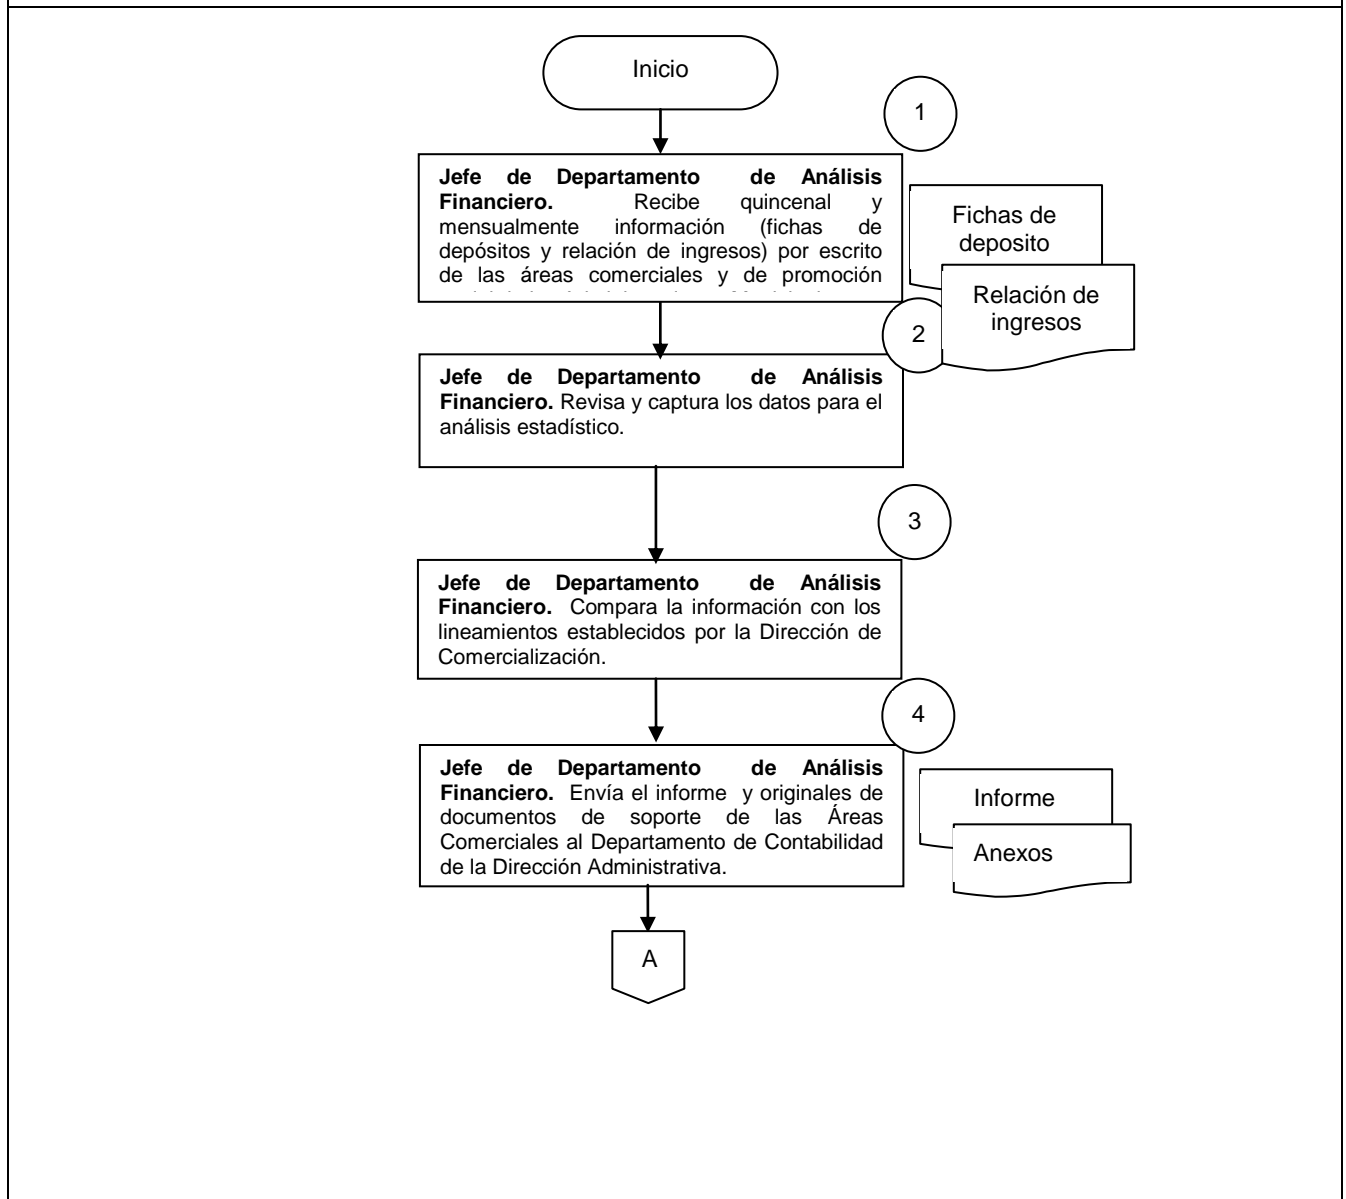 Inicio
1
Jefe de Departamento de Análisis
Financiero. Recibe quincenal y
mensualmente información (fichas de
depósitos y relación de ingresos) por escrito
de las áreas comerciales y de promoción
Fichas de
deposito
Relación de
ingresos
2
Jefe de Departamento de Análisis
Financiero. Revisa y captura los datos para el
análisis estadístico.
3
Jefe de Departamento de Análisis
Financiero. Compara la información con los
lineamientos establecidos por la Dirección de
Comercialización.
4
Jefe de Departamento de Análisis
Financiero. Envía el informe y originales de
documentos de soporte de las Áreas
Comerciales al Departamento de Contabilidad
de la Dirección Administrativa.
Informe
Anexos
A